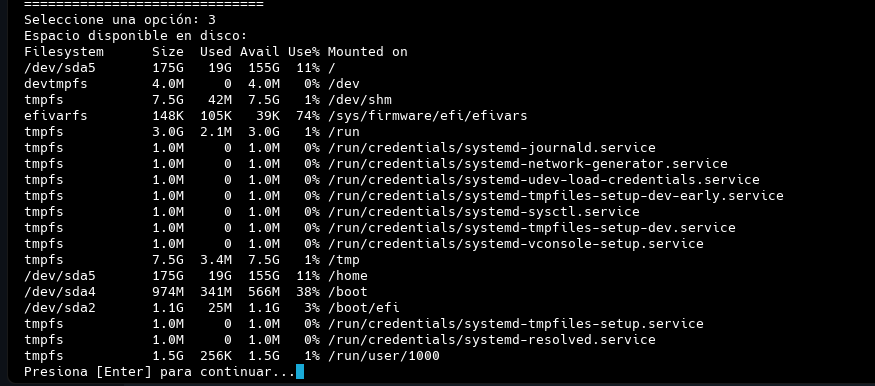 ==============================
Seleccione una opción: 3
Espacio disponible en disco:
Filesystem      Size  Used Avail Use% Mounted on
/dev/sda5       175G   19G  155G  11% /
devtmpfs        4.0M     0  4.0M   0% /dev
tmpfs           7.5G   42M  7.5G   1% /dev/shm
efivarfs        148K  105K   39K  74% /sys/firmware/efi/efivars
tmpfs           3.0G  2.1M  3.0G   1% /run
tmpfs           1.0M     0  1.0M   0% /run/credentials/systemd-journald.service
tmpfs           1.0M     0  1.0M   0% /run/credentials/systemd-network-generator.service
tmpfs           1.0M     0  1.0M   0% /run/credentials/systemd-udev-load-credentials.service
tmpfs           1.0M     0  1.0M   0% /run/credentials/systemd-tmpfiles-setup-dev-early.service
tmpfs           1.0M     0  1.0M   0% /run/credentials/systemd-sysctl.service
tmpfs           1.0M     0  1.0M   0% /run/credentials/systemd-tmpfiles-setup-dev.service
tmpfs           1.0M     0  1.0M   0% /run/credentials/systemd-vconsole-setup.service
tmpfs           7.5G  3.4M  7.5G   1% /tmp
/dev/sda5       175G   19G  155G  11% /home
/dev/sda4       974M  341M  566M  38% /boot
/dev/sda2       1.1G   25M  1.1G   3% /boot/efi
tmpfs           1.0M     0  1.0M   0% /run/credentials/systemd-tmpfiles-setup.service
tmpfs           1.0M     0  1.0M   0% /run/credentials/systemd-resolved.service
tmpfs           1.5G  256K  1.5G   1% /run/user/1000
Presiona [Enter] para continuar...